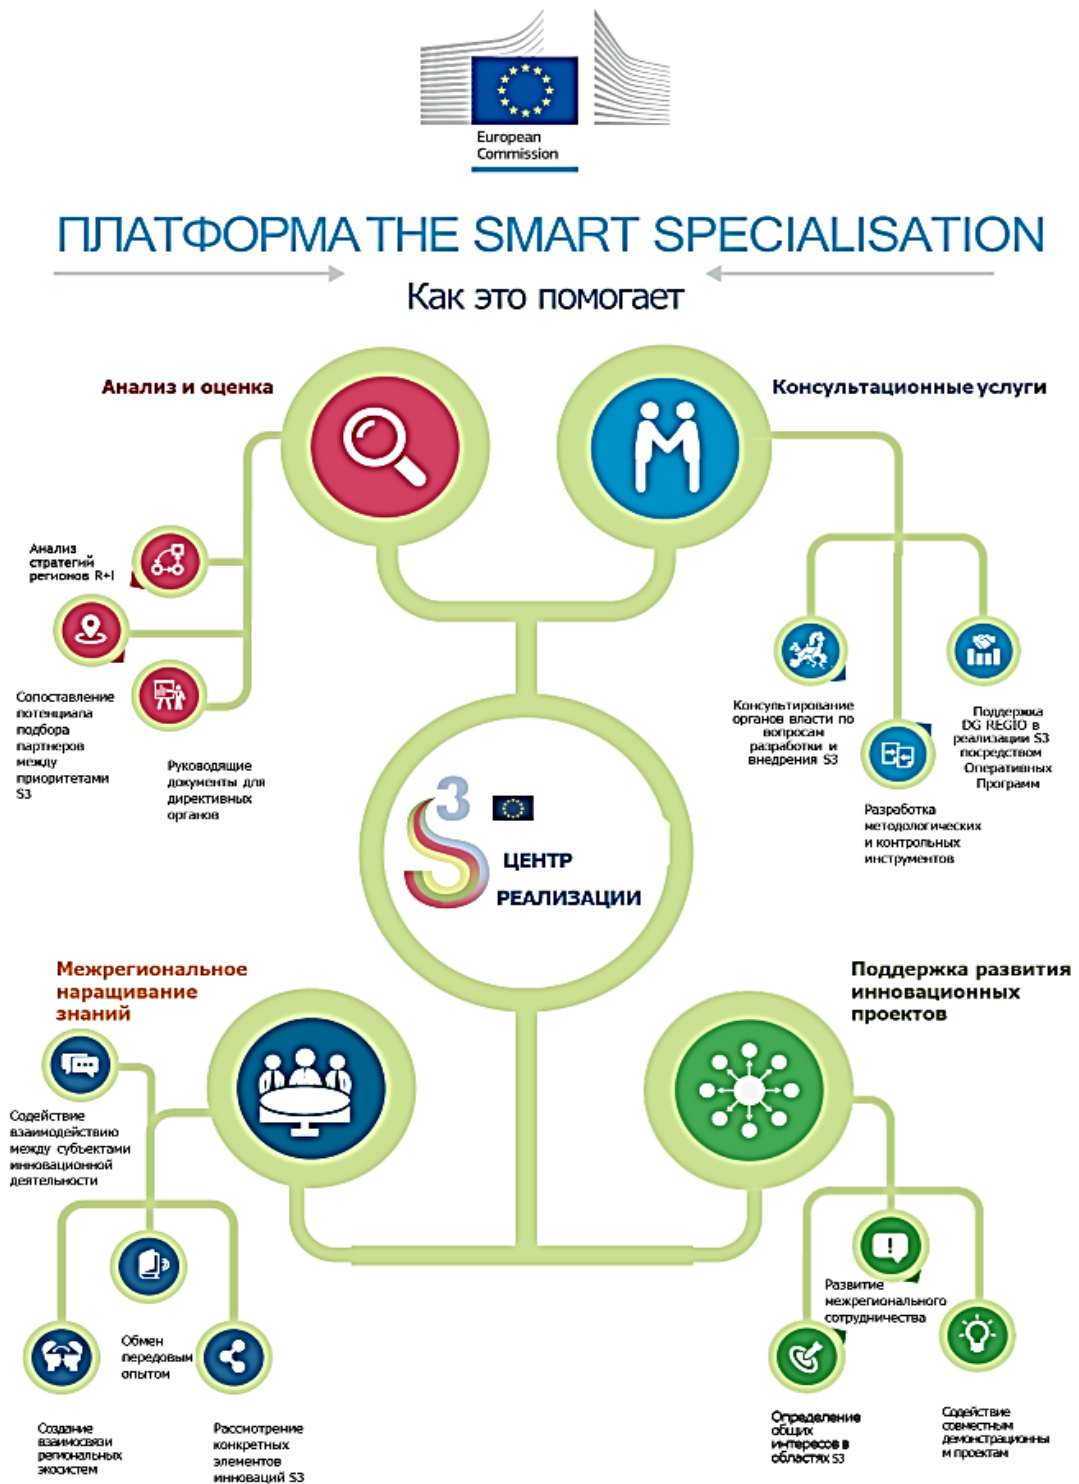 European
Commission
ПЛАТФОРМА THE SMART SPECIALISATION
Как это помогает
Анализ и оценка
Консультационные услуги
Анализ
стратегий
регионов R+I
Сопоставление
потенциала
подбора
партнеров
между
приоритетами
S3
Руководящие
документы для
директивных
органов
Консультирование
органов власти по
вопросам
разработки и
внедрения S3
Поддержка
DG REGIO в
реализации S3
посредством
Оперативных
Программ
Разработка
методологических
и контрольных
инструментов
S3
ЦЕНТР
РЕАЛИЗАЦИИ
Межрегиональное
наращивание
знаний
Поддержка развития
инновационных
проектов
Содействие
взаимодействию
между субъектами
инновационной
деятельности
Обмен
передовым
опытом
Создание
взаимосвязи
региональных
экосистем
Рассмотрение
конкретных
элементов
инноваций S3
Развитие
межрегионального
сотрудничества
Определение
общих
интересов в
областях S3
Содействие
совместным
демонстрационны
м проектам